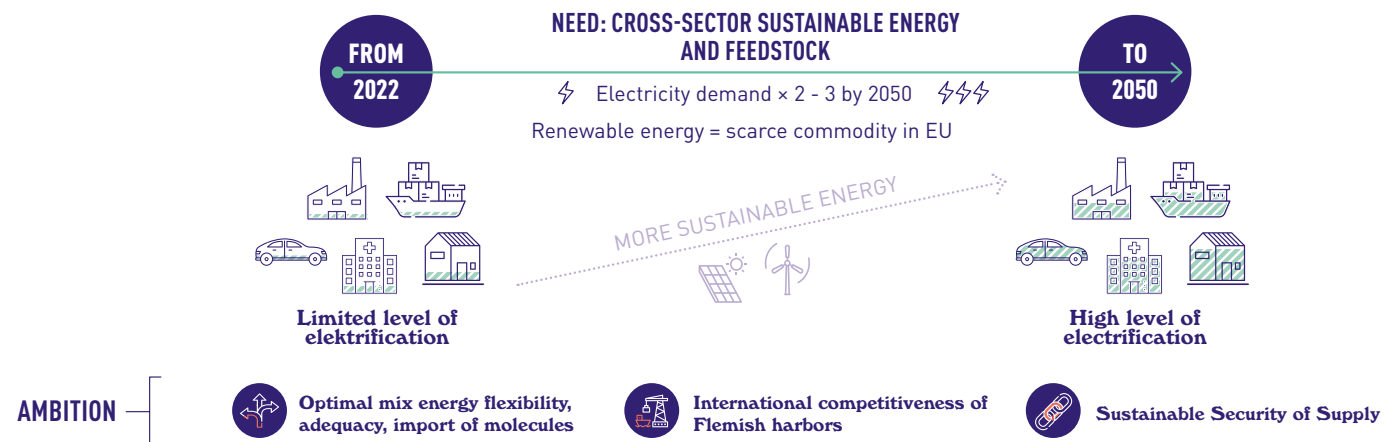 NEED: CROSS-SECTOR SUSTAINABLE ENERGY
AND FEEDSTOCK
FROM
2022
TO
2050
Electricity demand × 2 - 3 by 2050
Renewable energy = scarce commodity in EU
MORE SUSTAINABLE ENERGY
Limited level of
elektrification
High level of
electrification
AMBITION
Optimal mix energy flexibility,
adequacy, import of molecules
International competitiveness of
Flemish harbors
Sustainable Security of Supply